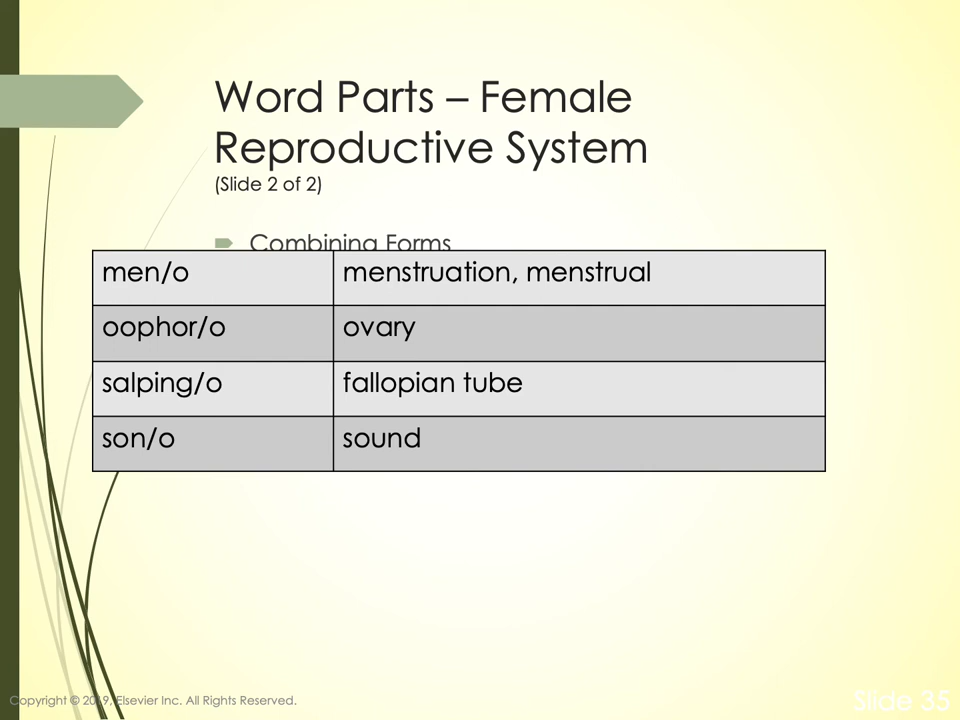 Word Parts – Female
Reproductive System
(Slide 2 of 2)
Combining Forms
men/o menstruation, menstrual
oophor/o ovary
salping/o fallopian tube
son/o sound
Copyright © 2019, Elsevier Inc. All Rights Reserved.
Slide 35